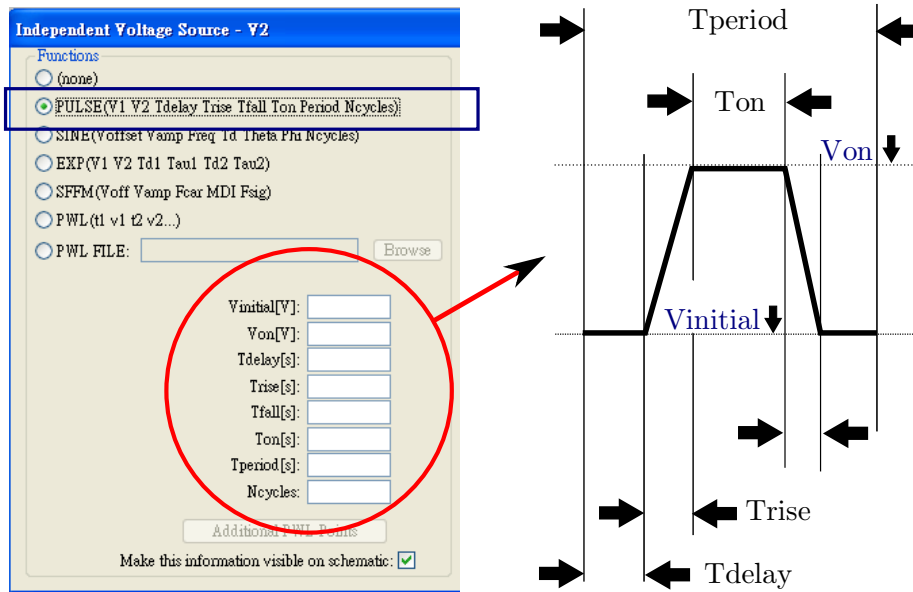 Independent Voltage Source - V2
Functions
(none)
PULSE(V1 V2 Tdelay Trise Tfall Ton Period Ncycles)
SINE(Voffset Vamp Freq Td Theta Phi Ncycles)
EXP(V1 V2 Td1 Tau1 Td2 Tau2)
SFFM(Voff Vamp Fcar MDI Fsig)
PWL(t1 v1 t2 v2...)
PWL FILE:
Browse
Vinitial[V]:
Von[V]:
Tdelay[s]:
Trise[s]:
Tfall[s]:
Ton[s]:
Tperiod[s]:
Ncycles:
Additional PWL Points
Make this information visible on schematic:
Tperiod
Ton
Von
Vinitial
Trise
Tdelay